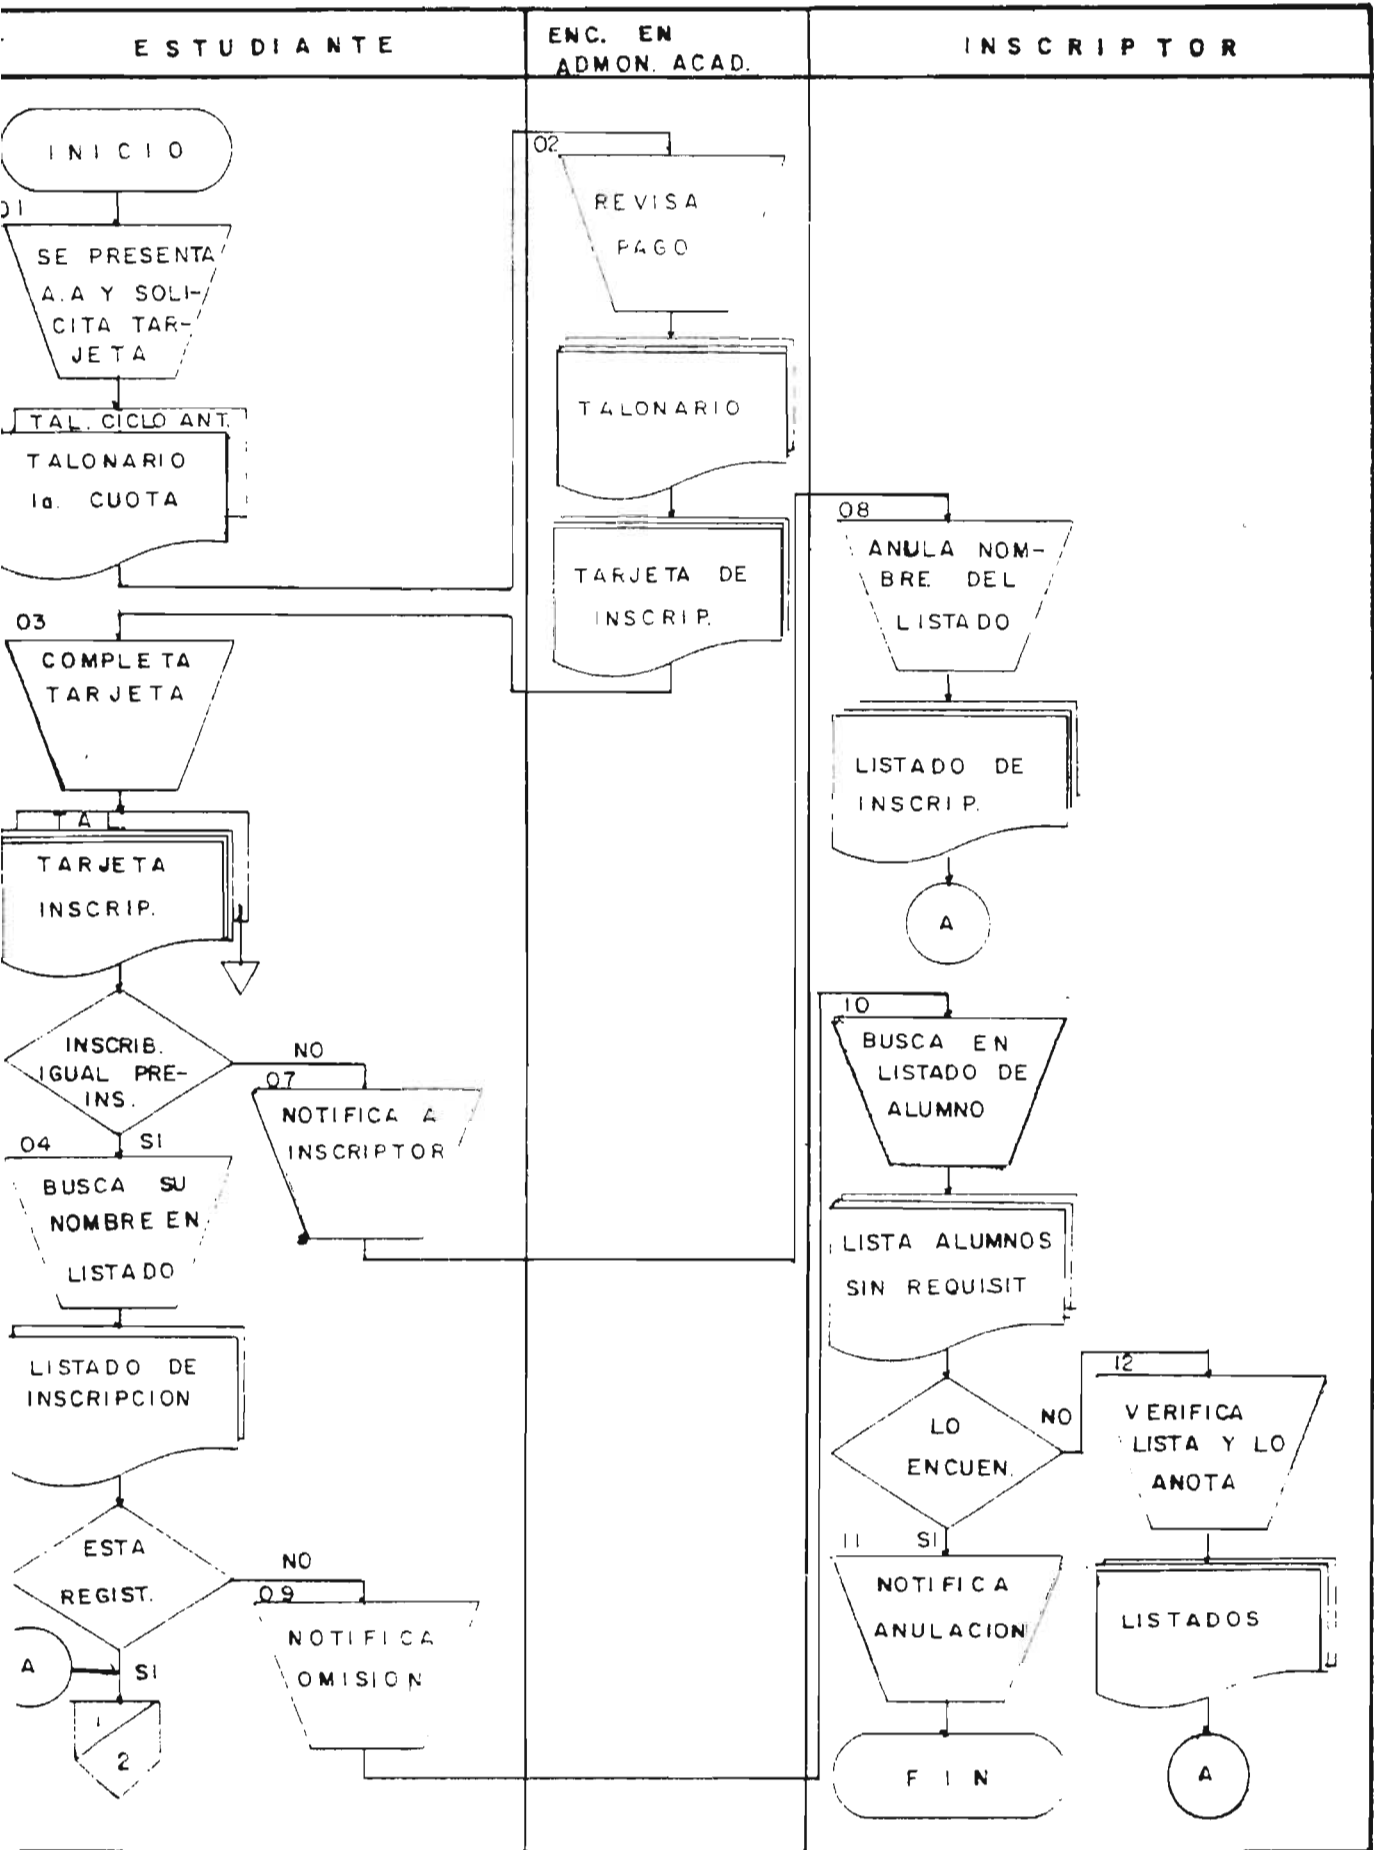 ESTUDIANTE
ENC. EN
ADMON. ACAD.
INSCRIPTOR
INICIO
01
SE PRESENTA
A.A Y SOLI-
CITA TAR-
JETA
TAL. CICLO ANT.
TALONARIO
1a. CUOTA
02
REVISA
PAGO
TALONARIO
TARJETA DE
INSCRIP.
03
COMPLETA
TARJETA
A
TARJETA
INSCRIP.
INSCRIB.
IGUAL PRE-
INS.
NO
SI
07
NOTIFICA A
INSCRIPTOR
04
BUSCA SU
NOMBRE EN
LISTADO
LISTADO DE
INSCRIPCION
ESTA
REGIST.
NO
SI
A
1
2
09
NOTIFICA
OMISION
08
ANULA NOM-
BRE DEL
LISTADO
LISTADO DE
INSCRIP.
A
10
BUSCA EN
LISTADO DE
ALUMNO
LISTA ALUMNOS
SIN REQUISIT
LO
ENCUEN.
NO
SI
11
NOTIFICA
ANULACION
FIN
12
VERIFICA
LISTA Y LO
ANOTA
LISTADOS
A